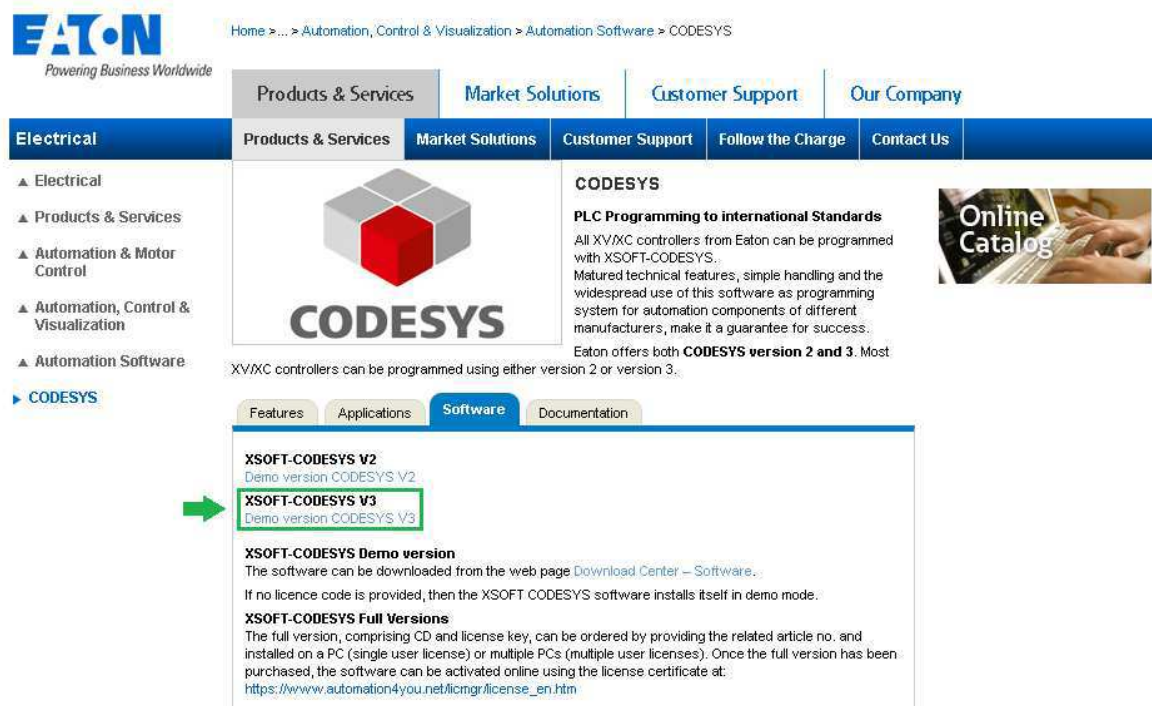 EATON
Powering Business Worldwide
Home >... > Automation, Control & Visualization > Automation Software > CODESYS
Products & Services
Market Solutions
Customer Support
Our Company
Electrical
Products & Services
Market Solutions
Customer Support
Follow the Charge
Contact Us
Electrical
Products & Services
Automation & Motor
Control
Automation, Control &
Visualization
Automation Software
CODESYS
CODESYS
CODESYS
PLC Programming to international Standards
All XV/XC controllers from Eaton can be programmed
with XSOFT-CODESYS.
Matured technical features, simple handling and the
widespread use of this software as programming
system for automation components of different
manufacturers, make it a guarantee for success.
Eaton offers both CODESYS version 2 and 3. Most
XV/XC controllers can be programmed using either version 2 or version 3.
Online
Catalog
Features
Applications
Software
Documentation
XSOFT-CODESYS V2
Demo version CODESYS V2
XSOFT-CODESYS V3
Demo version CODESYS V3
XSOFT-CODESYS Demo version
The software can be downloaded from the web page Download Center – Software.
If no licence code is provided, then the XSOFT CODESYS software installs itself in demo mode.
XSOFT-CODESYS Full Versions
The full version, comprising CD and license key, can be ordered by providing the related article no. and
installed on a PC (single user license) or multiple PCs (multiple user licenses). Once the full version has been
purchased, the software can be activated online using the license certificate at:
https://www.automation4you.net/licmgr/license_en.htm